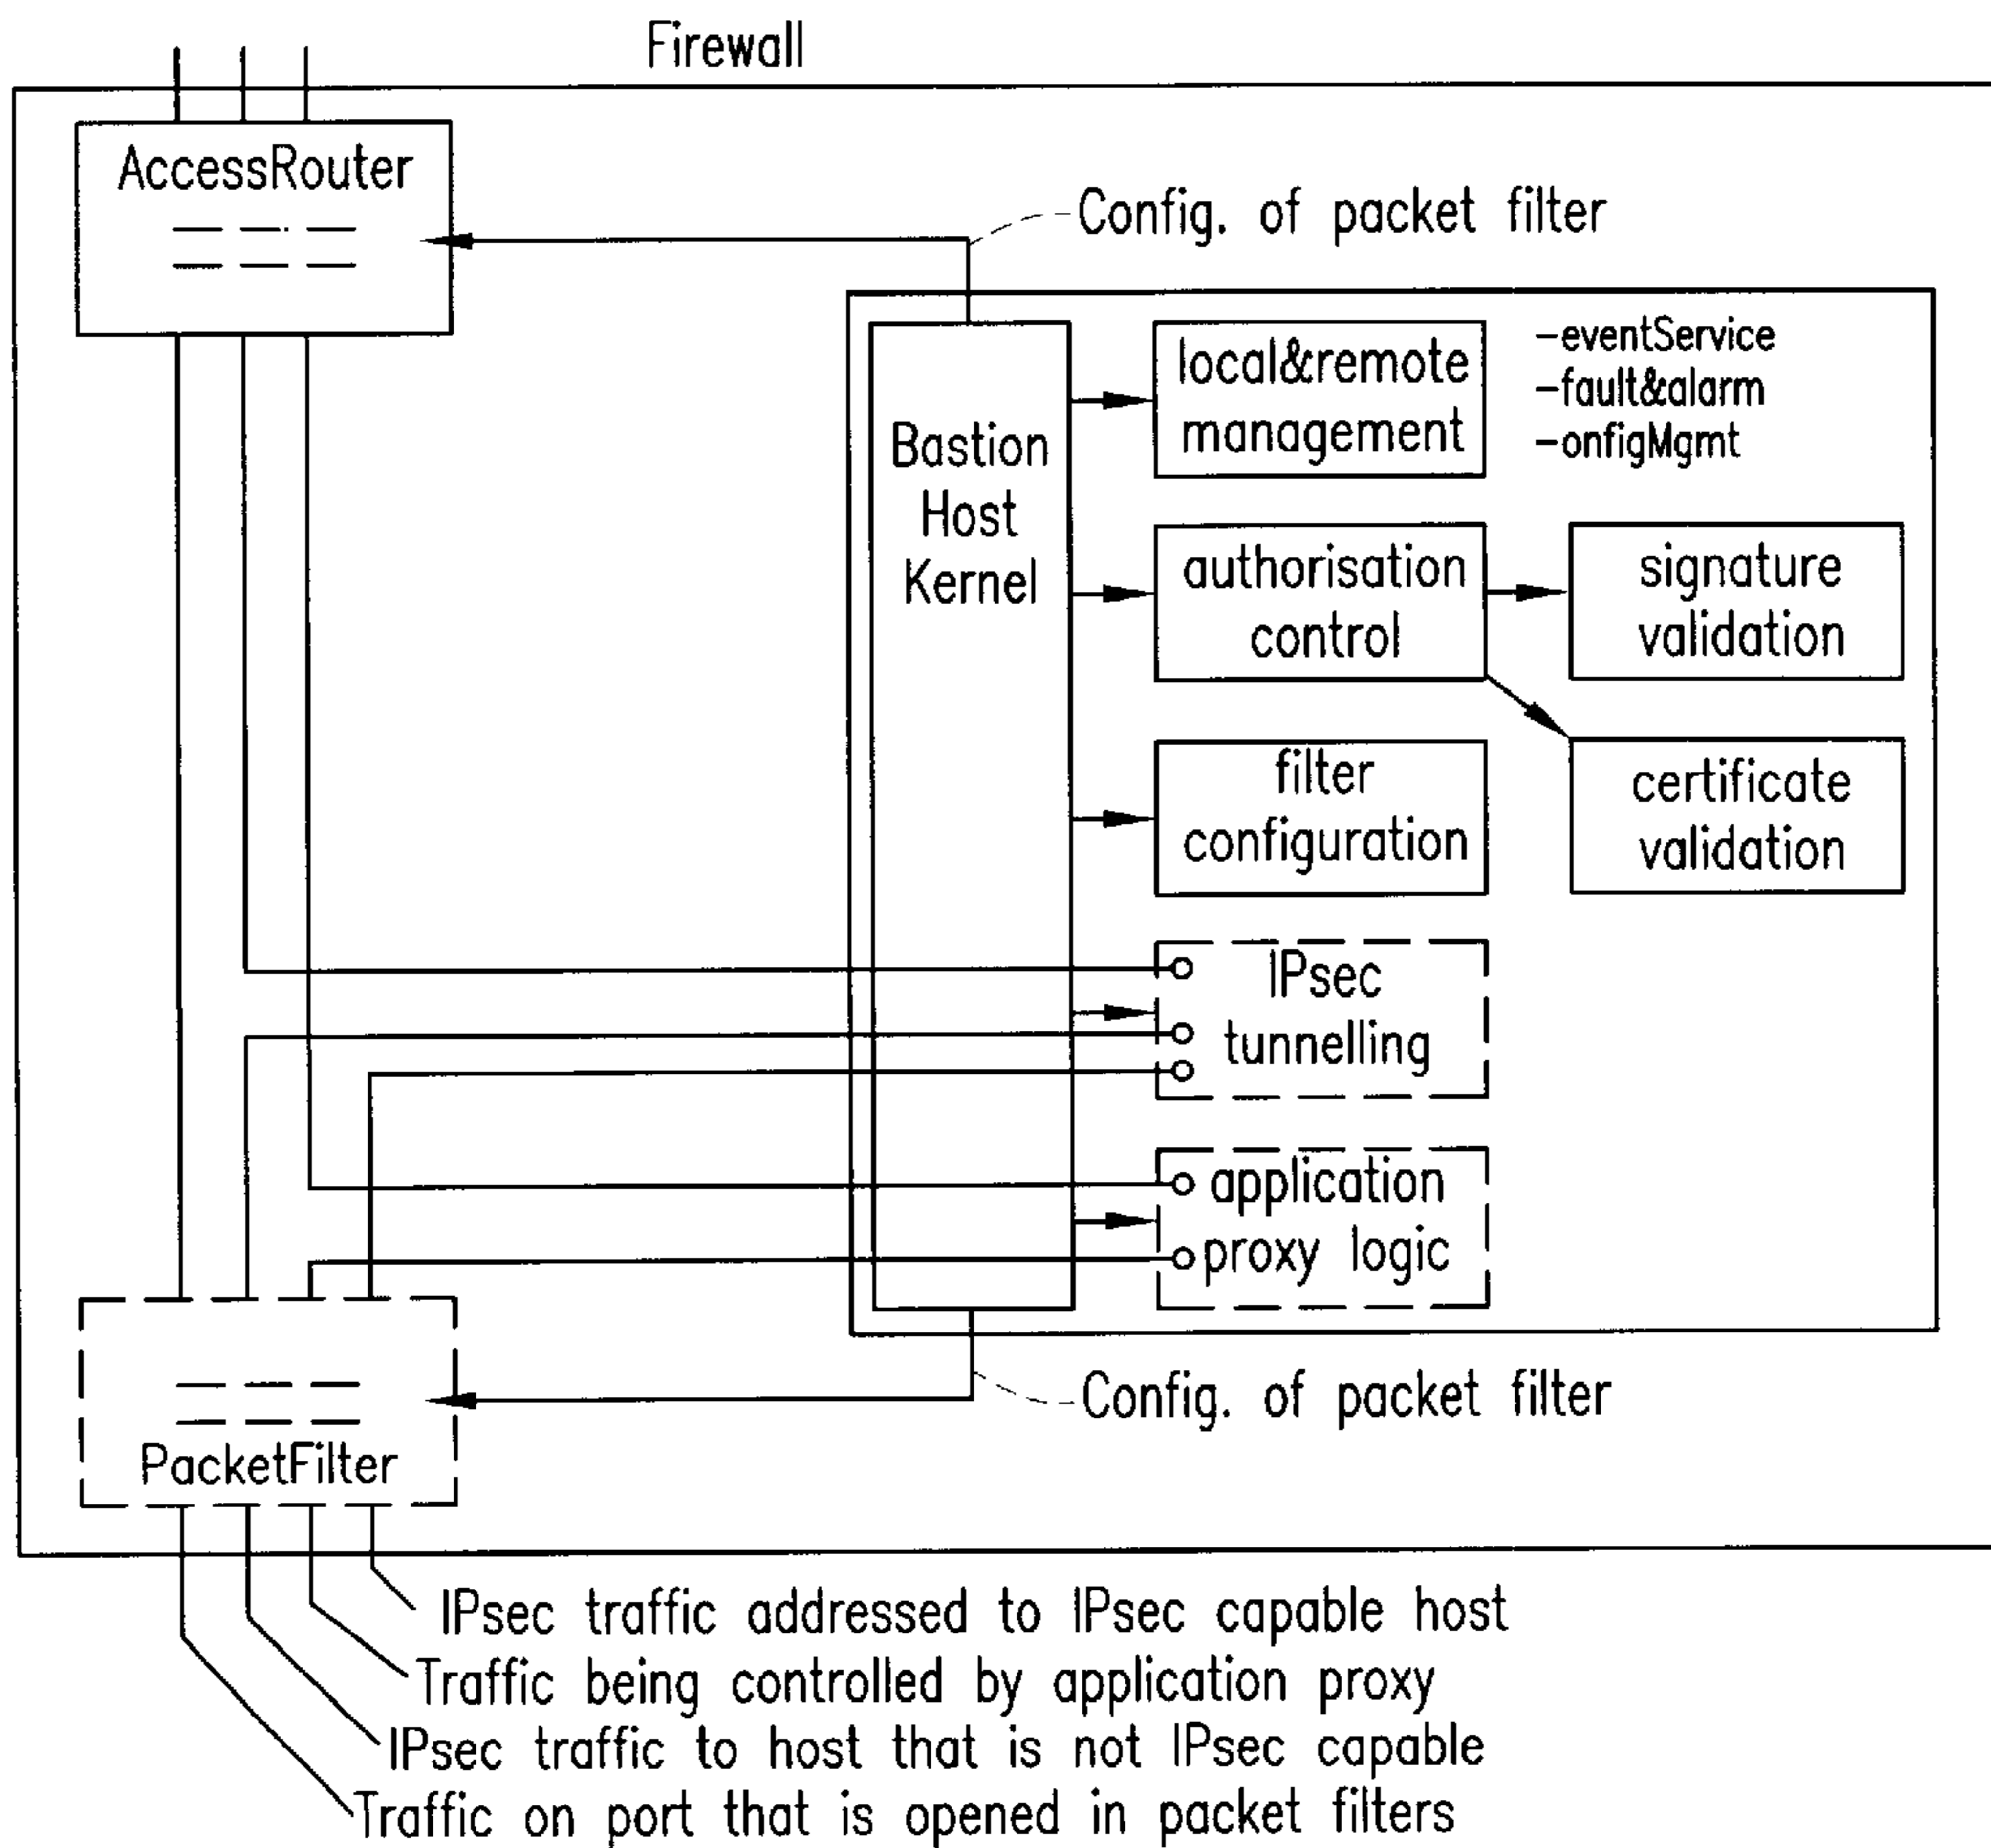 Firewall
AccessRouter
Config. of packet filter
Bastion
Host
Kernel
local&remote
management
-eventService
-fault&alarm
-onfigMgmt
authorisation
control
signature
validation
filter
configuration
certificate
validation
IPsec
tunnelling
application
proxy logic
Config. of packet filter
PacketFilter
IPsec traffic addressed to IPsec capable host
Traffic being controlled by application proxy
IPsec traffic to host that is not IPsec capable
Traffic on port that is opened in packet filters